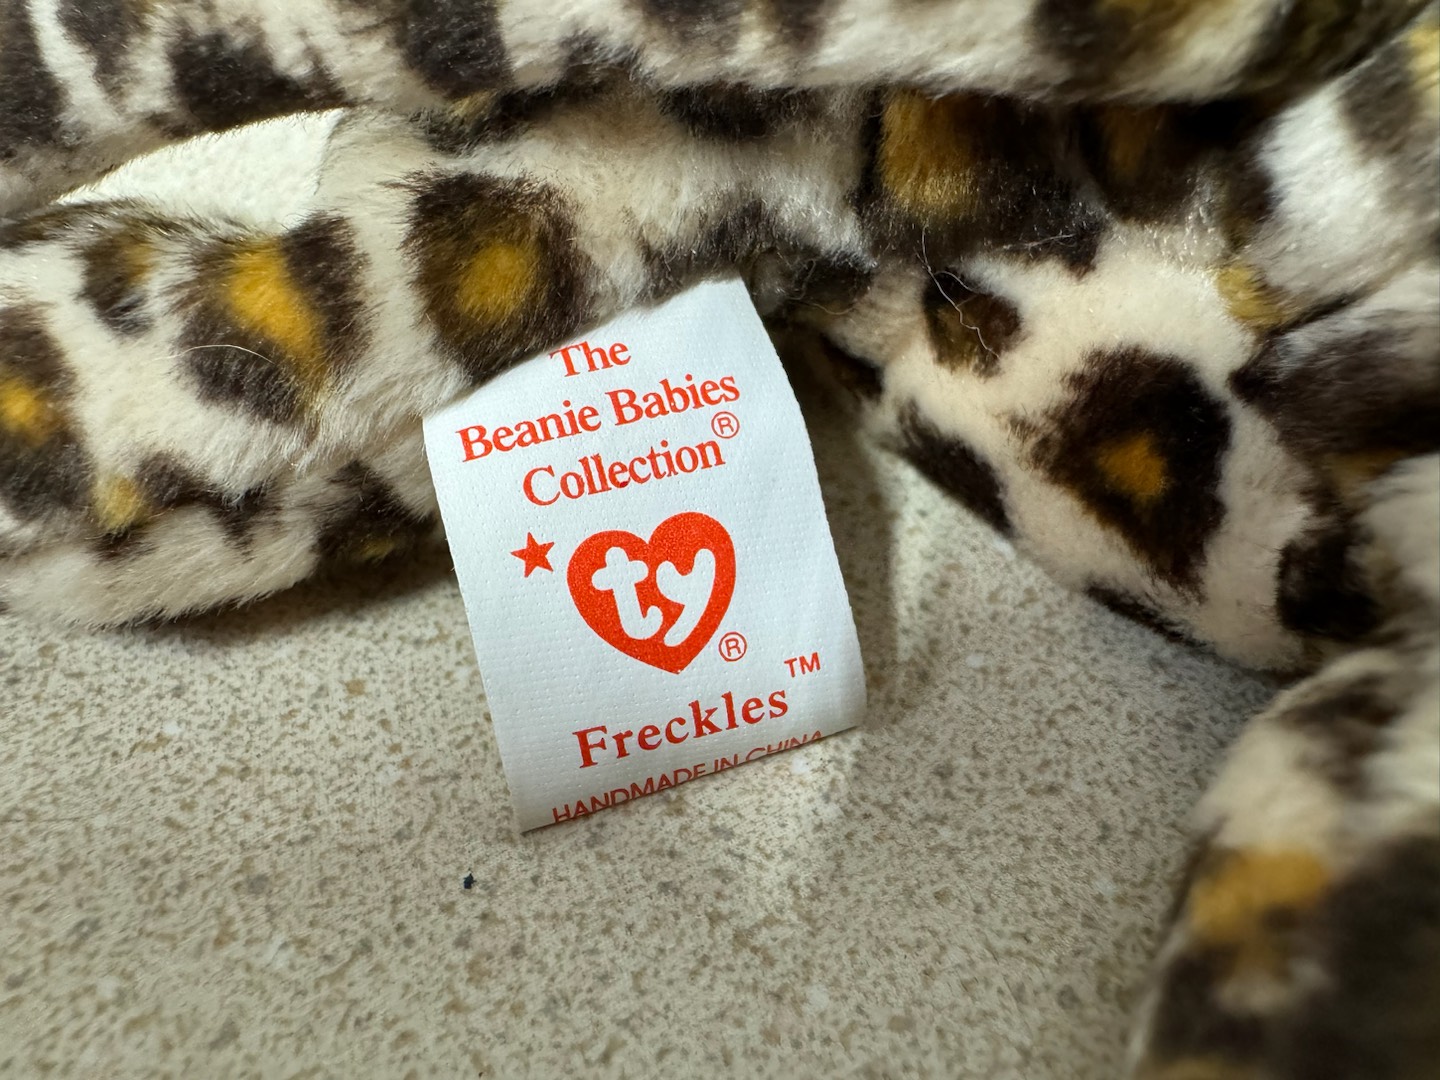 The
Beanie Babies
Collection®
ty®
Freckles™
HANDMADE IN CHINA